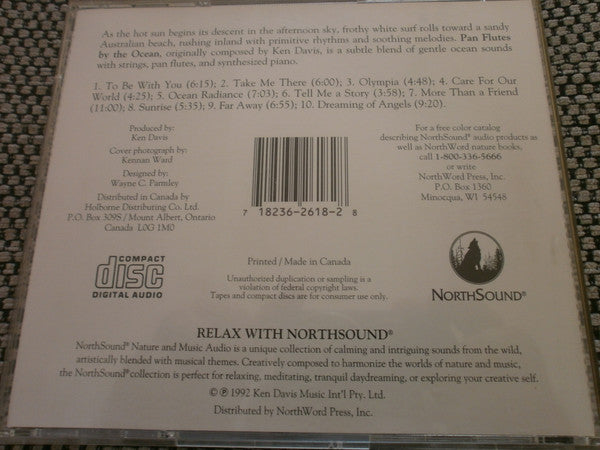 As the hot sun begins its descent in the afternoon sky, frothy white surf rolls toward a sandy
Australian beach, rushing inland with primitive rhythms and soothing melodies. Pan Flutes
by the Ocean, originally composed by Ken Davis, is a subtle blend of gentle ocean sounds
with strings, pan flutes, and synthesized piano.
1. To Be With You (6:15); 2. Take Me There (6:00); 3. Olympia (4:48); 4. Care For Our
World (4:25); 5. Ocean Radiance (7:03); 6. Tell Me a Story (3:58); 7. More Than a Friend
(11:00); 8. Sunrise (5:35); 9. Far Away (6:55); 10. Dreaming of Angels (9:20).
Produced by:
Ken Davis
Cover photograph by:
Kennan Ward
Designed by:
Wayne C. Parmley
Distributed in Canada by
Holborne Distributing Co. Ltd.
P.O. Box 309S / Mount Albert, Ontario
Canada L0G 1M0
7 18236-2618-2 8
For a free color catalog
describing NorthSound® audio products as
well as NorthWord nature books,
call 1-800-336-5666
or write
NorthWord Press, Inc.
P.O. Box 1360
Minocqua, WI 54548
COMPACT
disc
DIGITAL AUDIO
Printed / Made in Canada
Unauthorized duplication or sampling is a
violation of federal copyright laws.
Tapes and compact discs are for consumer use only.
NORTHSOUND®
RELAX WITH NORTHSOUND®
NorthSound® Nature and Music Audio is a unique collection of calming and intriguing sounds from the wild,
artistically blended with musical themes. Creatively composed to harmonize the worlds of nature and music,
the NorthSound® collection is perfect for relaxing, meditating, tranquil daydreaming, or exploring your creative self.
© ℗ 1992 Ken Davis Music Int'l Pty. Ltd.
Distributed by NorthWord Press, Inc.